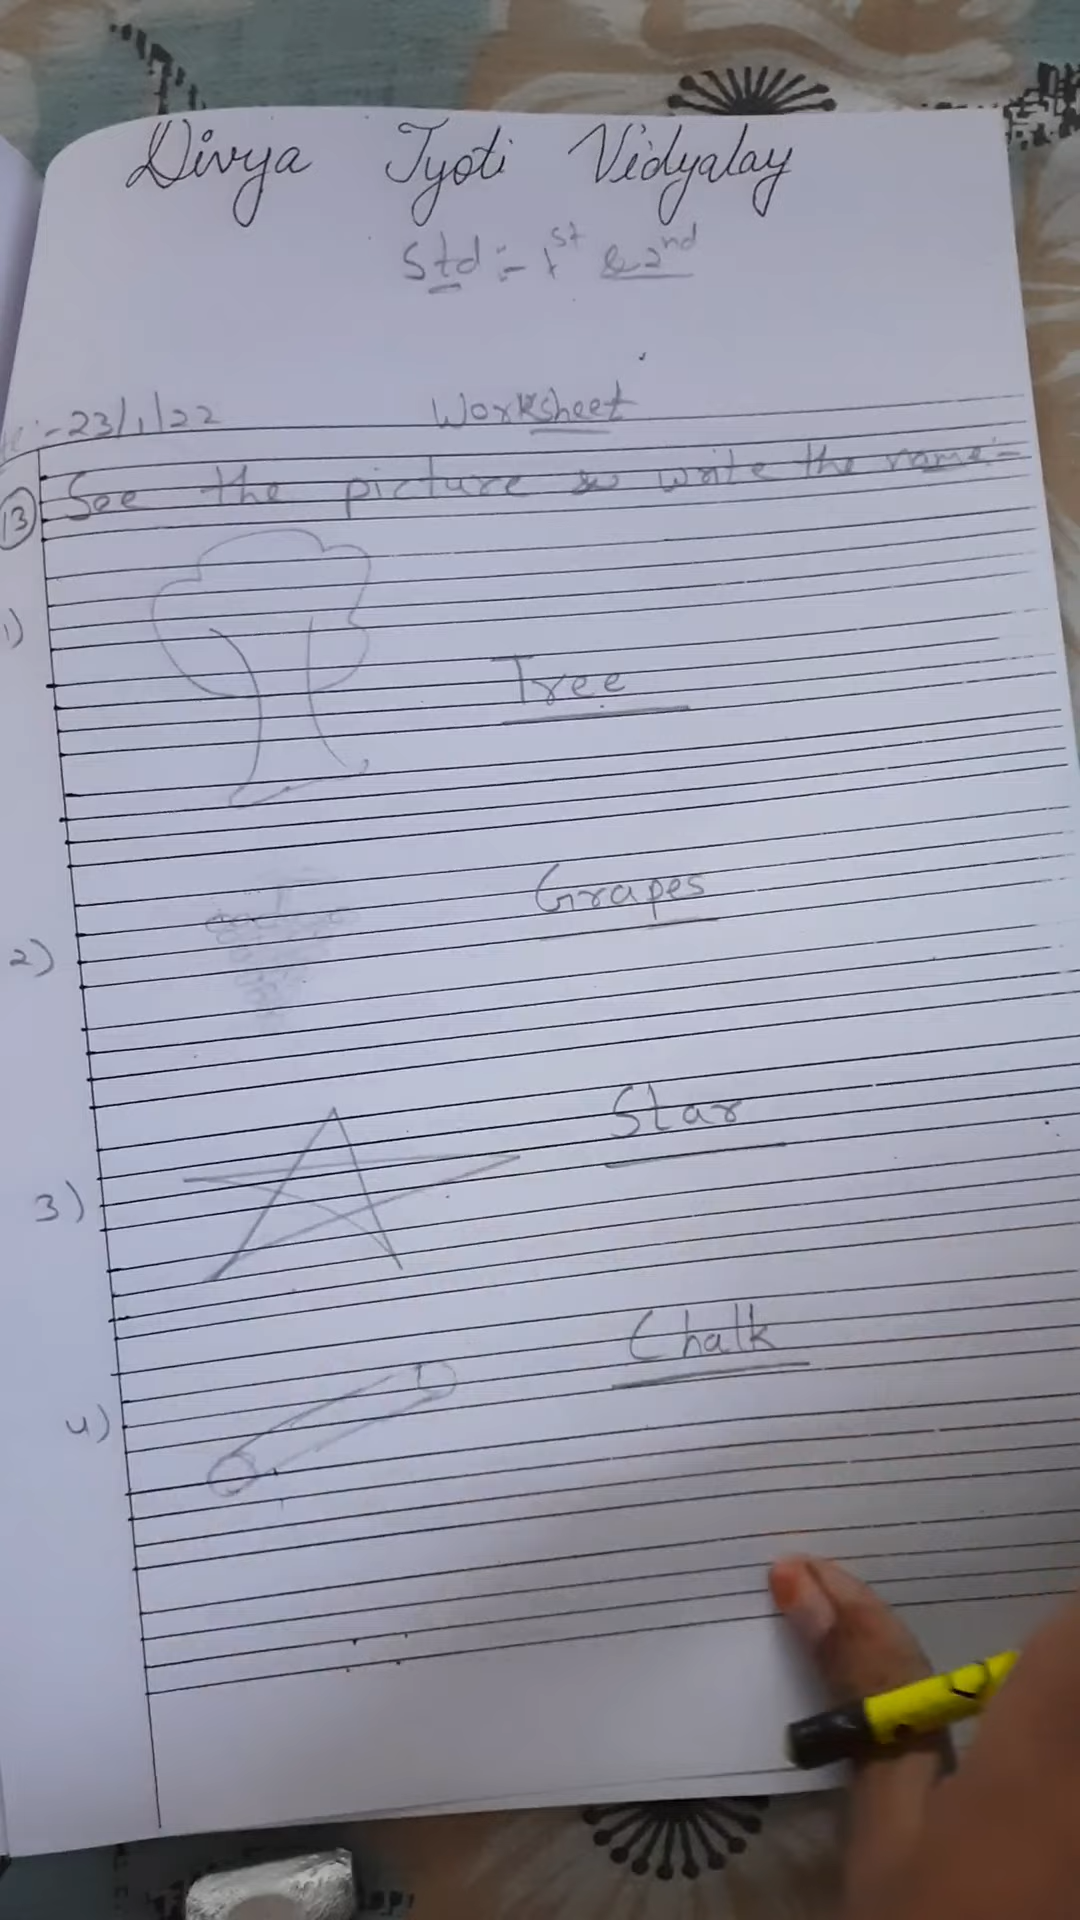 Divya Jyoti Vidyalay
Std :- 1st & 2nd
:-23/1/22 Worksheet
13 See the picture & write the name:-
1) Tree
Grapes
2)
Star
3)
Chalk
4)